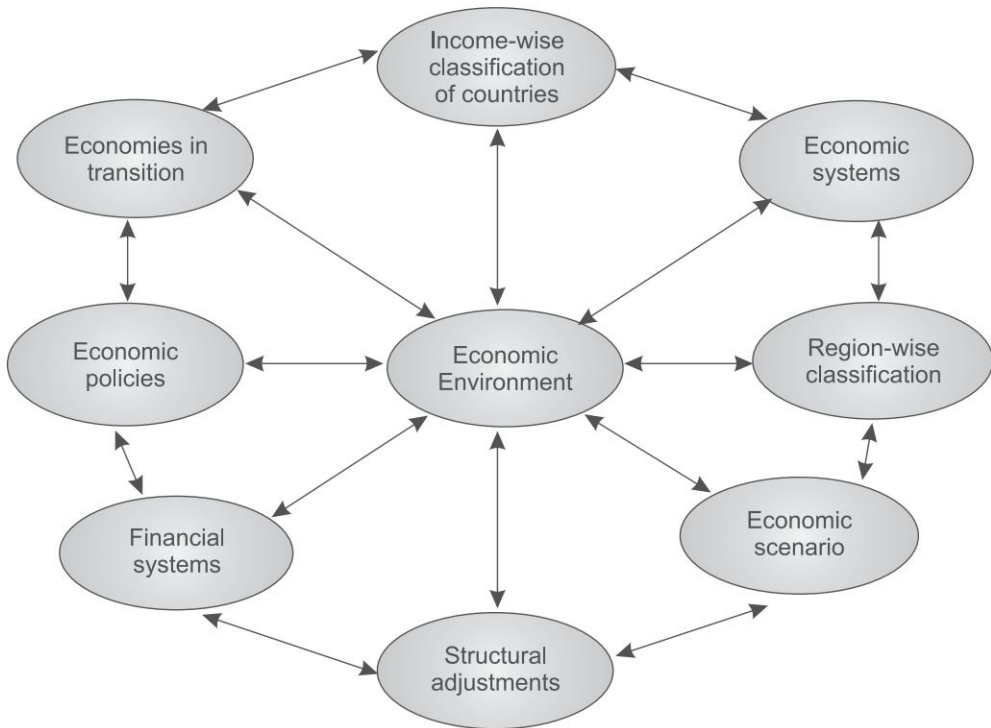 Income-wise
classification
of countries
Economies in
transition
Economic
systems
Economic
policies
Economic
Environment
Region-wise
classification
Financial
systems
Economic
scenario
Structural
adjustments